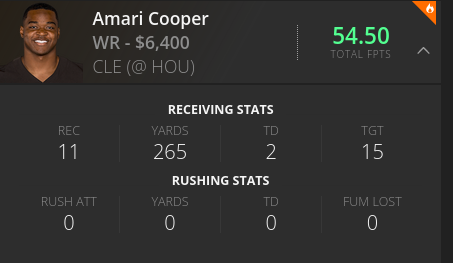 Amari Cooper
WR - $6,400
CLE (@ HOU)
54.50
TOTAL FPTS
RECEIVING STATS
REC YARDS TD TGT
11 265 2 15
RUSHING STATS
RUSH ATT YARDS TD FUM LOST
0 0 0 0